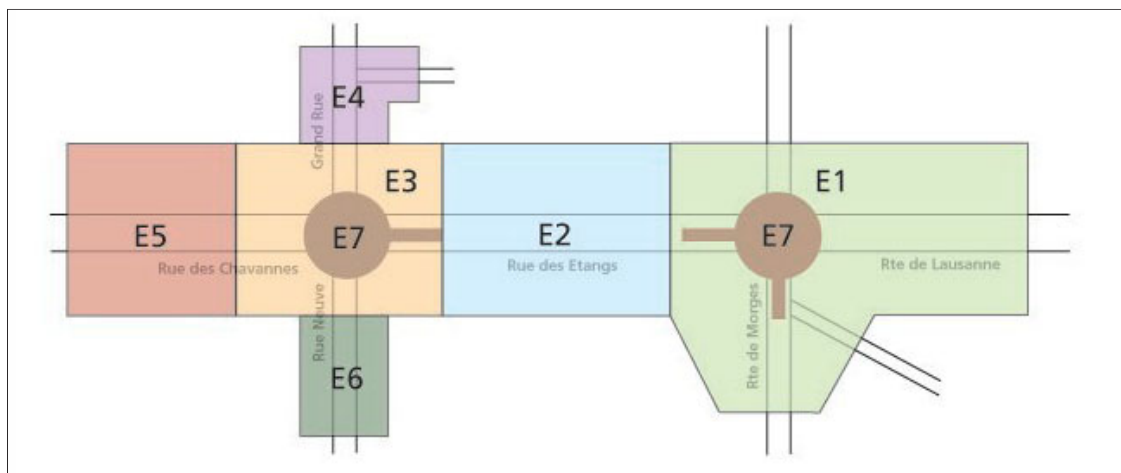 E4
Grand Rue
E3
E1
E5
E7
E2
E7
Rue des Chavannes
Rue des Etangs
Rte de Lausanne
Rue Neuve
Rte de Morges
E6